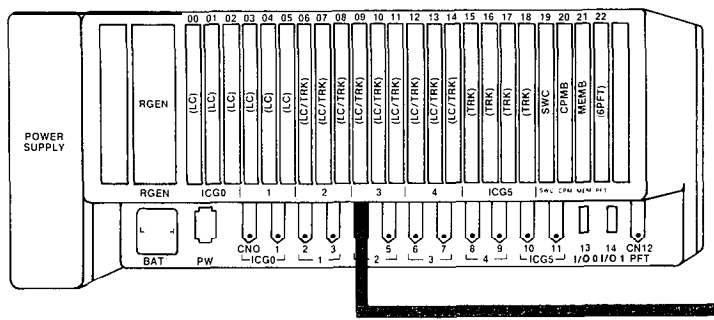 00 01 02 03 04 05 06 07 08 09 10 11 12 13 14 15 16 17 18 19 20 21 22
POWER
SUPPLY
RGEN
(LC)
(LC)
(LC)
(LC)
(LC)
(LC)
(LC/TRK)
(LC/TRK)
(LC/TRK)
(LC/TRK)
(LC/TRK)
(LC/TRK)
(LC/TRK)
(LC/TRK)
(LC/TRK)
(TRK)
(TRK)
(TRK)
(TRK)
SWC
CPMB
MEMB
(6PFT)
RGEN ICG0 1 2 3 4 ICG5 SWC CPM MEM PFT
CN0 2 3 5 6 7 8 9 10 11 13 14 CN12
BAT PW ICG0 1 2 3 4 ICG5 I/O 0 I/O 1 PFT